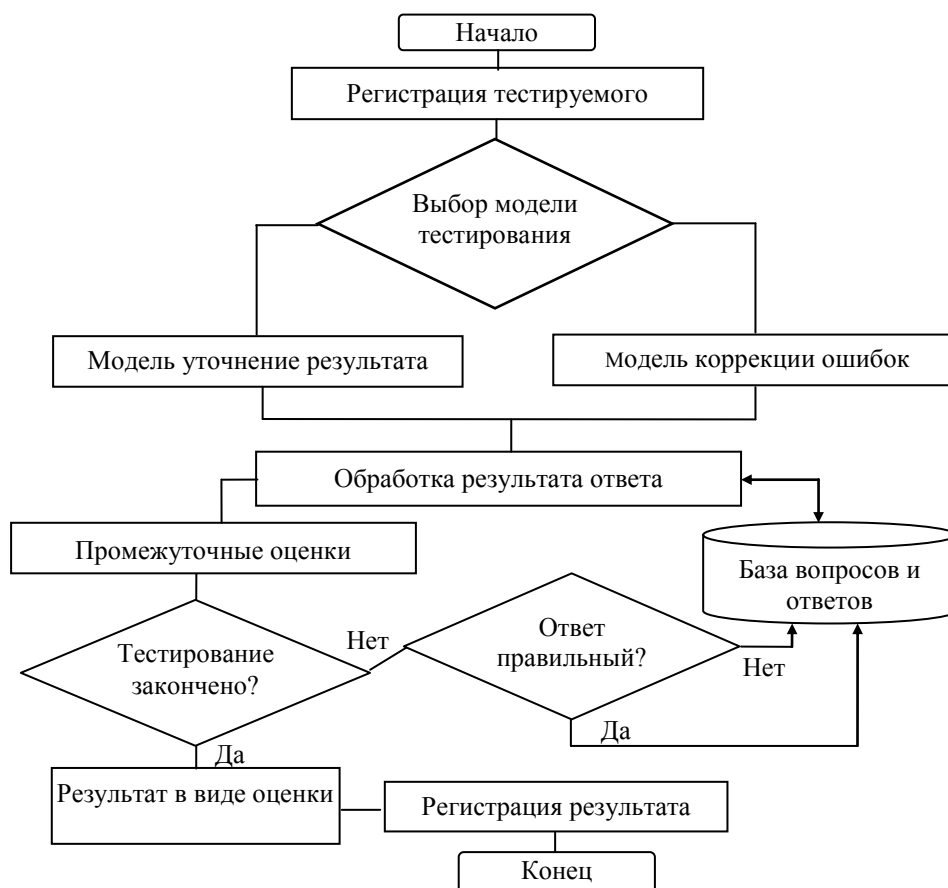 Начало
Регистрация тестируемого
Выбор модели
тестирования
Модель уточнение результата
Модель коррекции ошибок
Обработка результата ответа
Промежуточные оценки
База вопросов и
ответов
Тестирование
закончено?
Нет
Ответ
правильный?
Нет
Да
Да
Результат в виде оценки
Регистрация результата
Конец